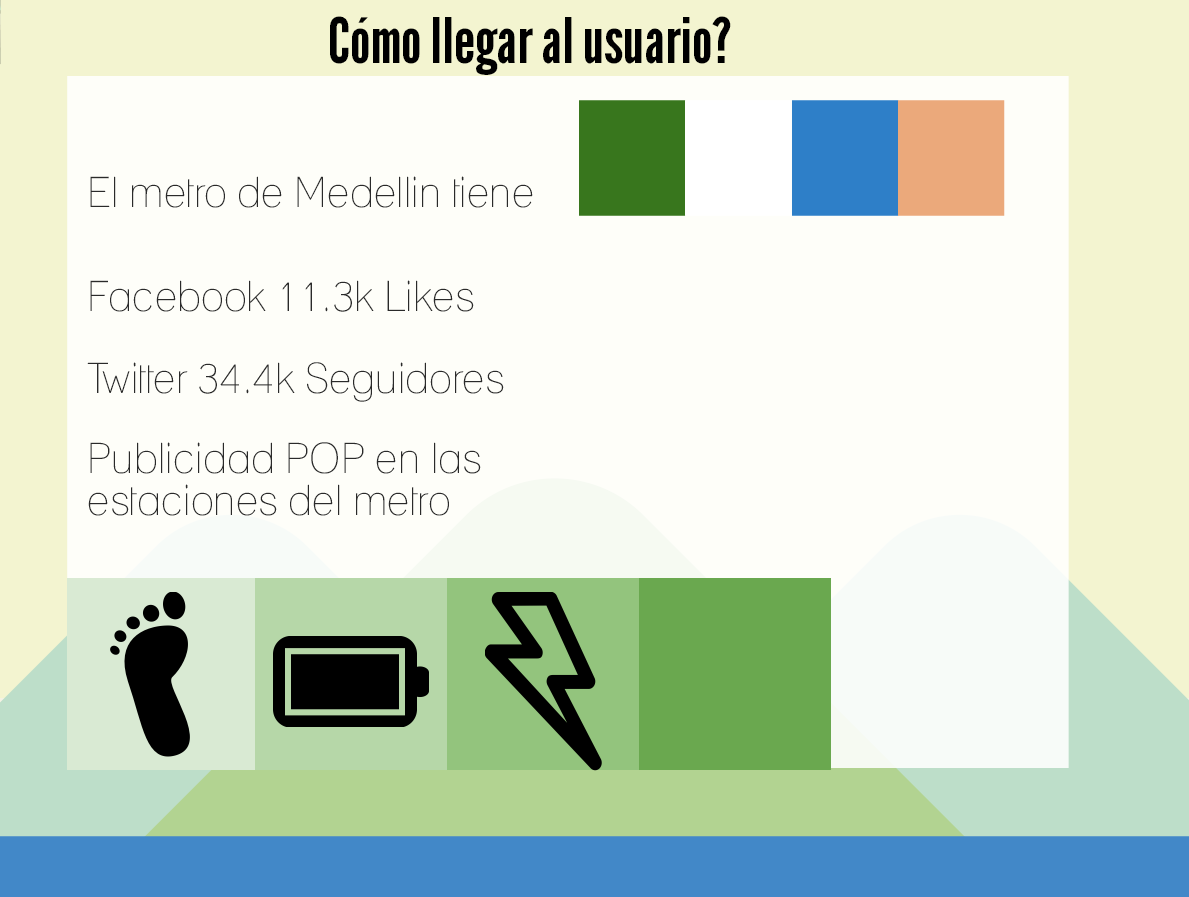 Cómo llegar al usuario?
El metro de Medellin tiene
Facebook 11.3k Likes
Twitter 34.4k Seguidores
Publicidad POP en las
estaciones del metro